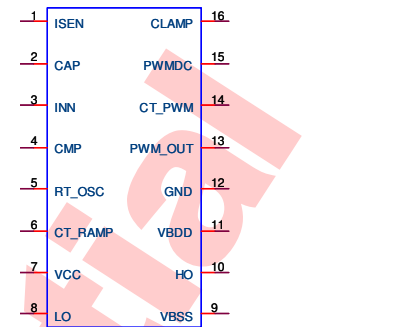 1 ISEN CLAMP 16
2 CAP PWMDC 15
3 INN CT_PWM 14
4 CMP PWM_OUT 13
5 RT_OSC GND 12
6 CT_RAMP VBDD 11
7 VCC HO 10
8 LO VBSS 9
tial